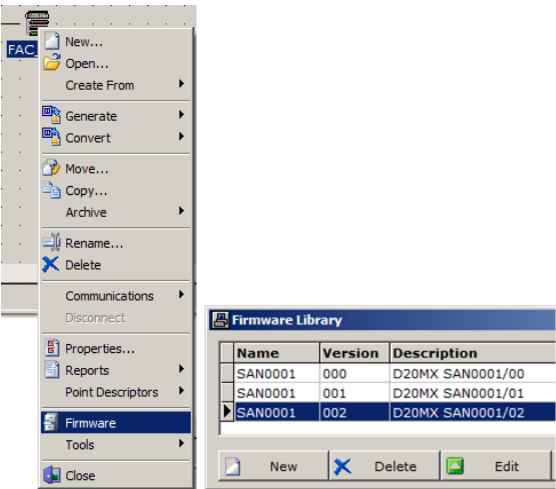 FAC_
New...
Open...
Create From
Generate
Convert
Move...
Copy...
Archive
Rename...
Delete
Communications
Disconnect
Properties...
Reports
Point Descriptors
Firmware
Tools
Close
Firmware Library
Name Version Description
SAN0001 000 D20MX SAN0001/00
SAN0001 001 D20MX SAN0001/01
SAN0001 002 D20MX SAN0001/02
New Delete Edit